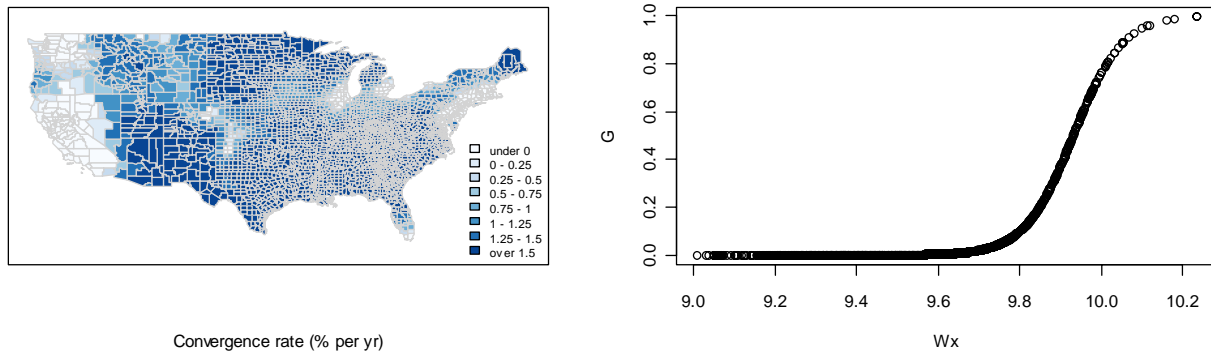 under 0
0 - 0.25
0.25 - 0.5
0.5 - 0.75
0.75 - 1
1 - 1.25
1.25 - 1.5
over 1.5
Convergence rate (% per yr)
G
1.0
0.8
0.6
0.4
0.2
0.0
9.0 9.2 9.4 9.6 9.8 10.0 10.2
Wx